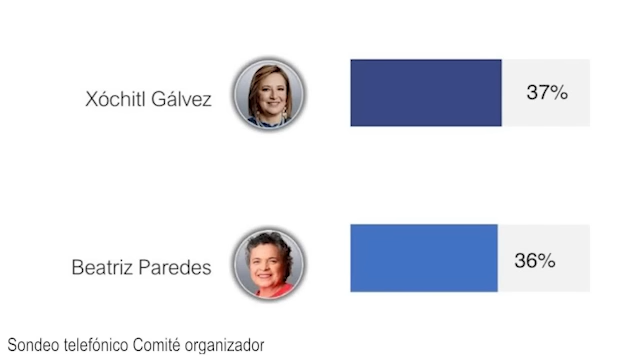 Xóchitl Gálvez
37%
Beatriz Paredes
36%
Sondeo telefónico Comité organizador